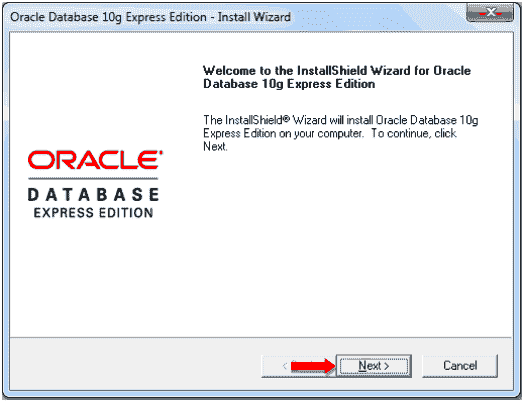 Oracle Database 10g Express Edition - Install Wizard
Welcome to the InstallShield Wizard for Oracle
Database 10g Express Edition
The InstallShield® Wizard will install Oracle Database 10g
Express Edition on your computer. To continue, click
Next.
ORACLE®
DATABASE
EXPRESS EDITION
<
Next >
Cancel